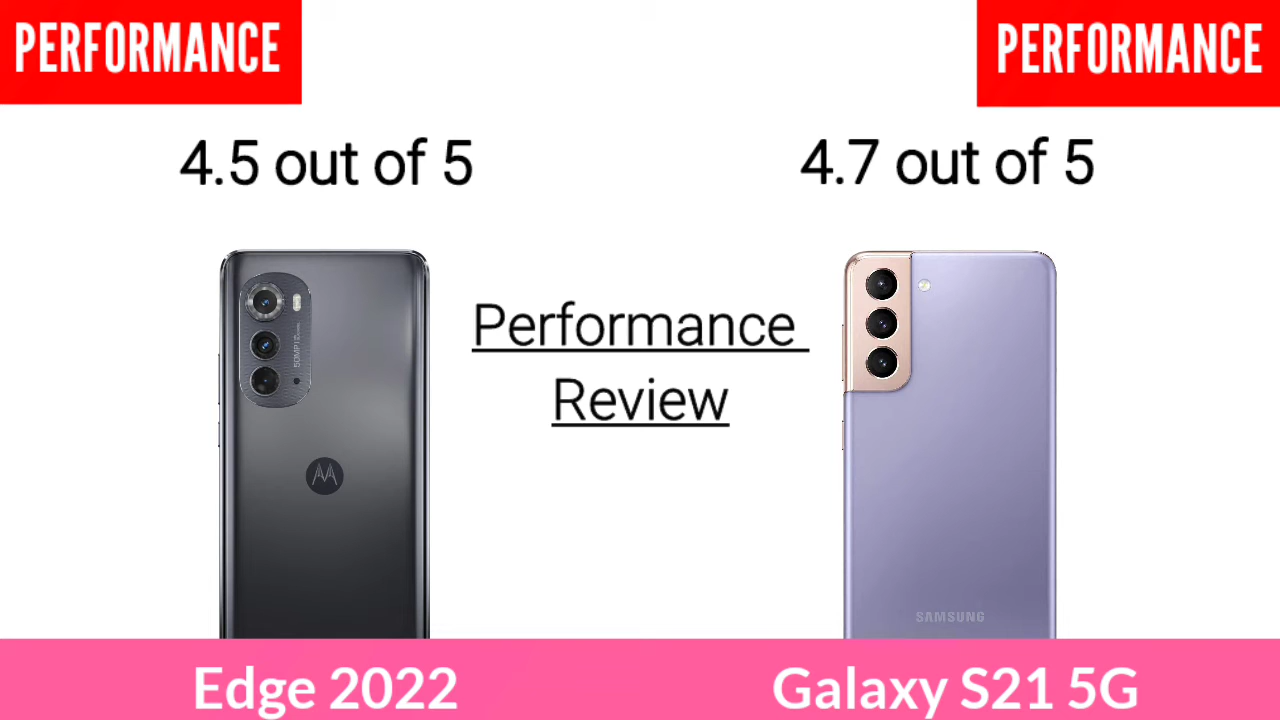 PERFORMANCE
PERFORMANCE
4.5 out of 5
4.7 out of 5
50MP
Performance
Review
SAMSUNG
Edge 2022
Galaxy S21 5G